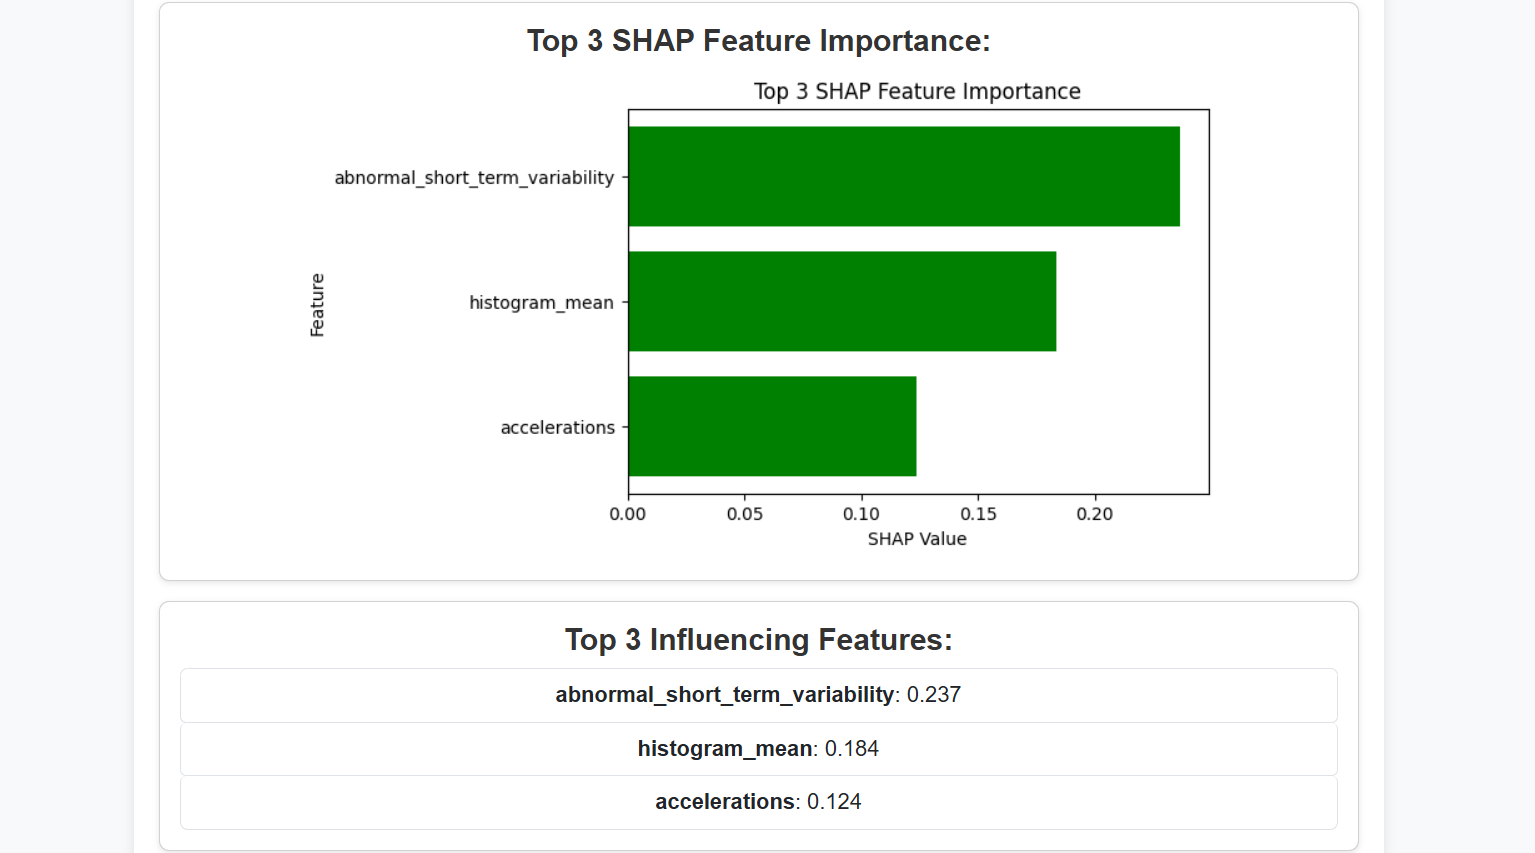 Top 3 SHAP Feature Importance:
Top 3 SHAP Feature Importance
abnormal_short_term_variability
histogram_mean
accelerations
Feature
0.00 0.05 0.10 0.15 0.20
SHAP Value
Top 3 Influencing Features:
abnormal_short_term_variability: 0.237
histogram_mean: 0.184
accelerations: 0.124